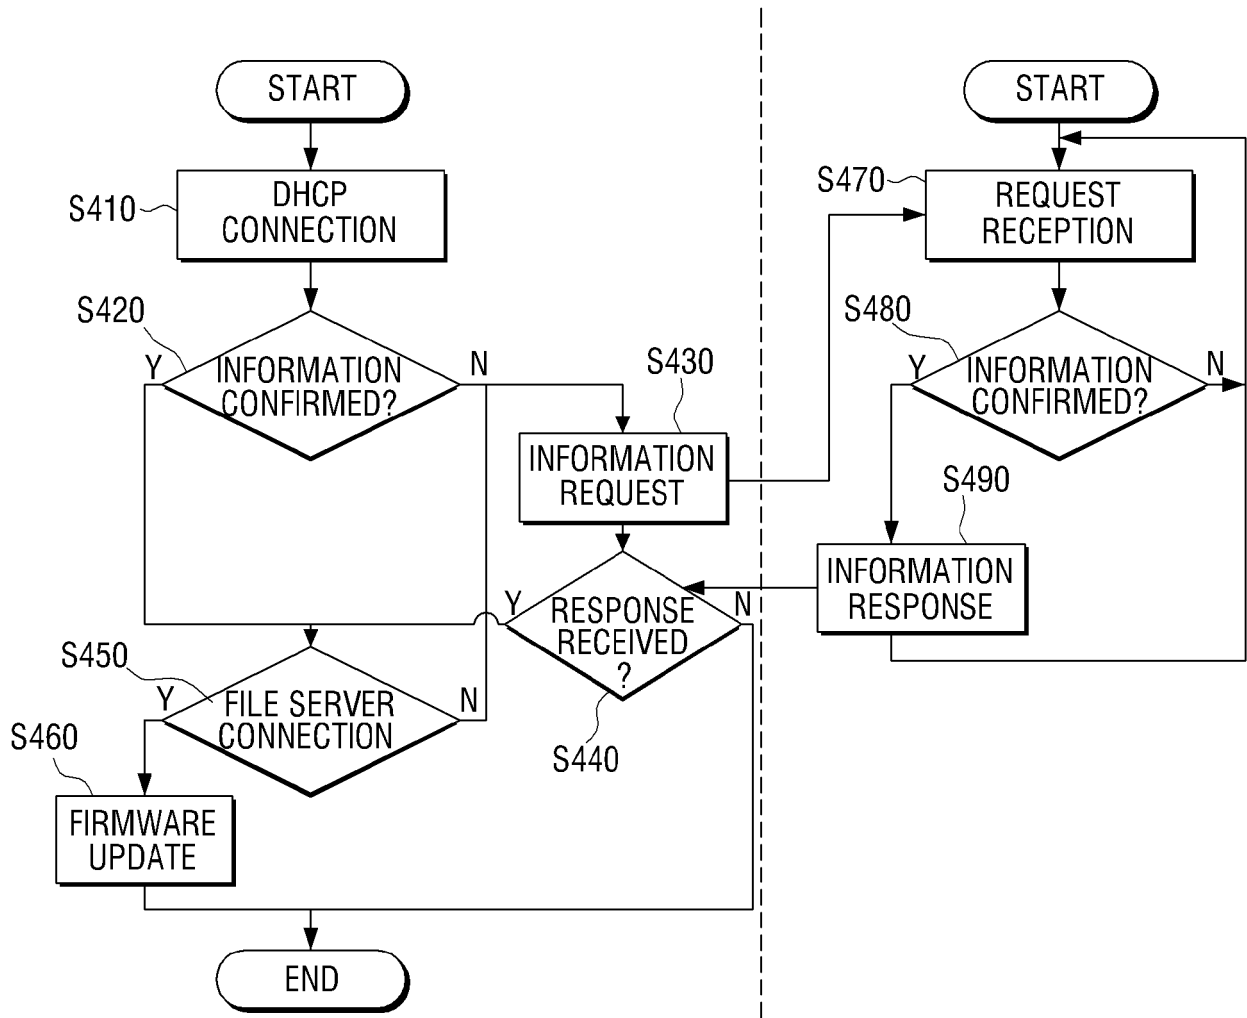 START
S410
DHCP
CONNECTION
S420
Y
N
INFORMATION
CONFIRMED?
S430
INFORMATION
REQUEST
Y
N
RESPONSE
RECEIVED
?
S440
S450
Y
N
FILE SERVER
CONNECTION
S460
FIRMWARE
UPDATE
END
START
S470
REQUEST
RECEPTION
S480
Y
N
INFORMATION
CONFIRMED?
S490
INFORMATION
RESPONSE